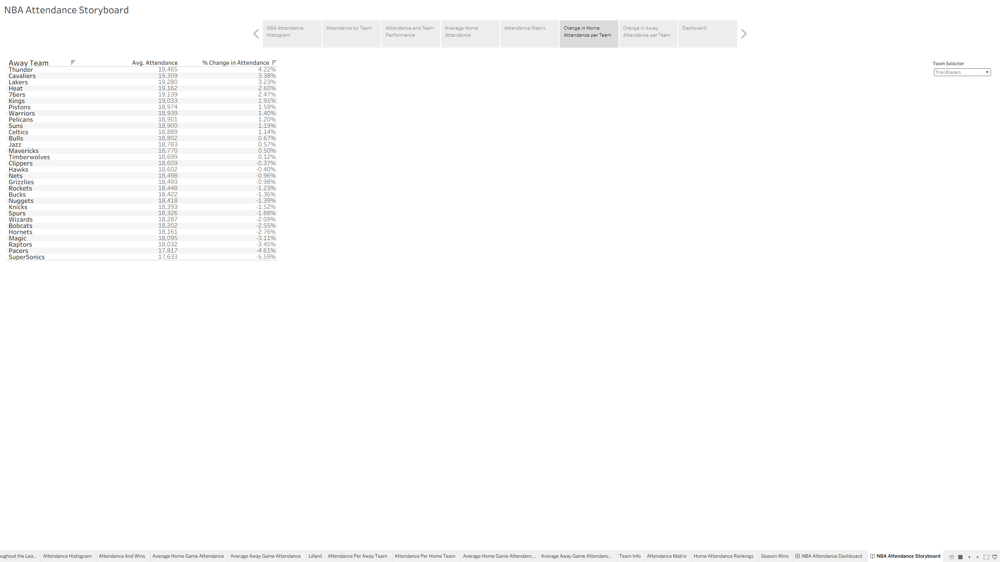 NBA Attendance Storyboard
NBA Attendance
Histogram
Attendance by Team
Attendance and Team
Performance
Average Home
Attendance
Attendance Matrix
Change in Home
Attendance per Team
Change in Away
Attendance per Team
Dashboard
Away Team Avg. Attendance % Change in Attendance
Thunder 19,465 4.22%
Cavaliers 19,309 3.38%
Lakers 19,280 3.23%
Heat 19,162 2.60%
76ers 19,139 2.47%
Kings 19,033 1.91%
Pistons 18,974 1.59%
Warriors 18,939 1.40%
Pelicans 18,901 1.20%
Suns 18,900 1.19%
Celtics 18,889 1.14%
Bulls 18,802 0.67%
Jazz 18,783 0.57%
Mavericks 18,770 0.50%
Timberwolves 18,699 0.12%
Clippers 18,609 -0.37%
Hawks 18,602 -0.40%
Nets 18,498 -0.96%
Grizzlies 18,493 -0.98%
Rockets 18,448 -1.23%
Bucks 18,422 -1.36%
Nuggets 18,418 -1.39%
Knicks 18,393 -1.52%
Spurs 18,326 -1.88%
Wizards 18,287 -2.09%
Bobcats 18,202 -2.55%
Hornets 18,161 -2.76%
Magic 18,095 -3.11%
Raptors 18,032 -3.45%
Pacers 17,817 -4.61%
SuperSonics 17,633 -5.59%
Team Selector
Trail Blazers
oughout the Lea... Attendance Histogram Attendance And Wins Average Home Game Attendance Average Away Game Attendance Lillard Attendance Per Away Team Attendance Per Home Team Average Home Game Attendanc... Average Away Game Attendanc... Team Info Attendance Matrix Home Attendance Rankings Season Wins NBA Attendance Dashboard NBA Attendance Storyboard